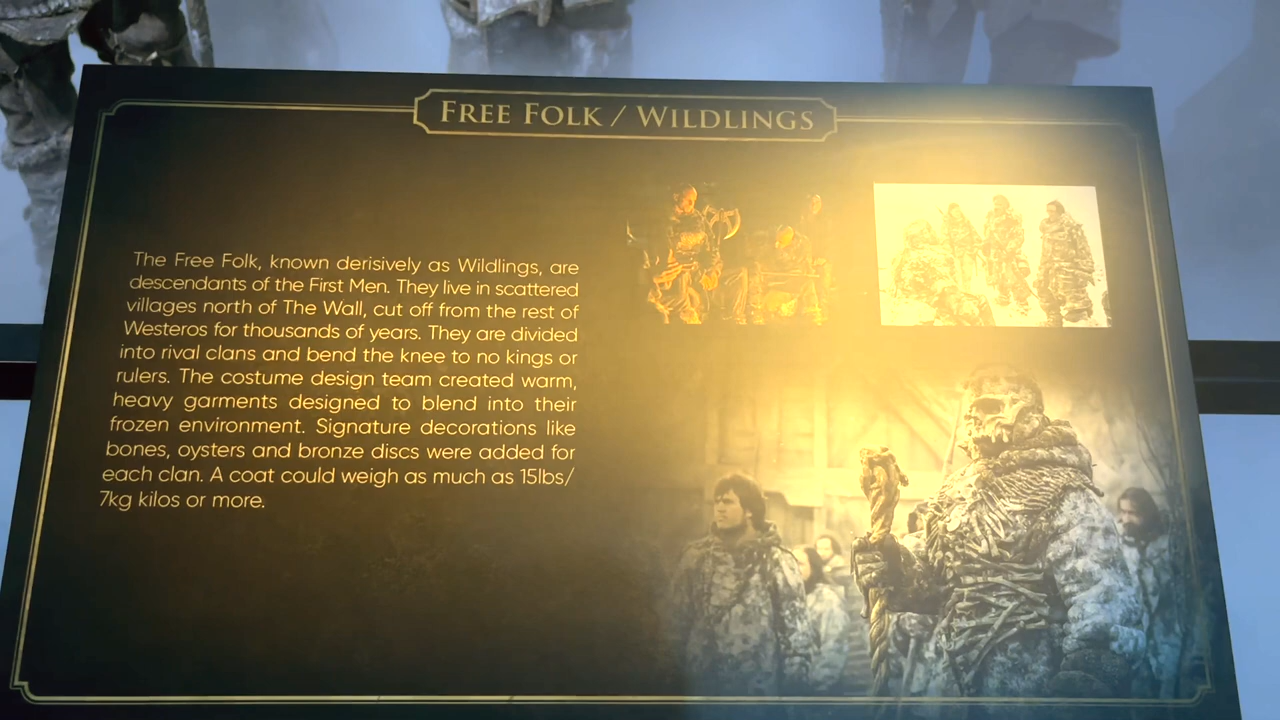 FREE FOLK / WILDLINGS
The Free Folk, known derisively as Wildlings, are
descendants of the First Men. They live in scattered
villages north of The Wall, cut off from the rest of
Westeros for thousands of years. They are divided
into rival clans and bend the knee to no kings or
rulers. The costume design team created warm,
heavy garments designed to blend into their
frozen environment. Signature decorations like
bones, oysters and bronze discs were added for
each clan. A coat could weigh as much as 15lbs/
7kg kilos or more.